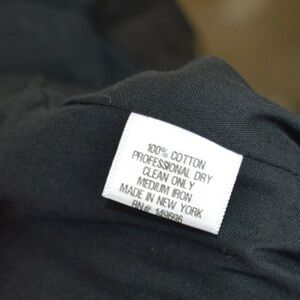 100% COTTON
PROFESSIONAL DRY
CLEAN ONLY
MEDIUM IRON
MADE IN NEW YORK
RN# 149696